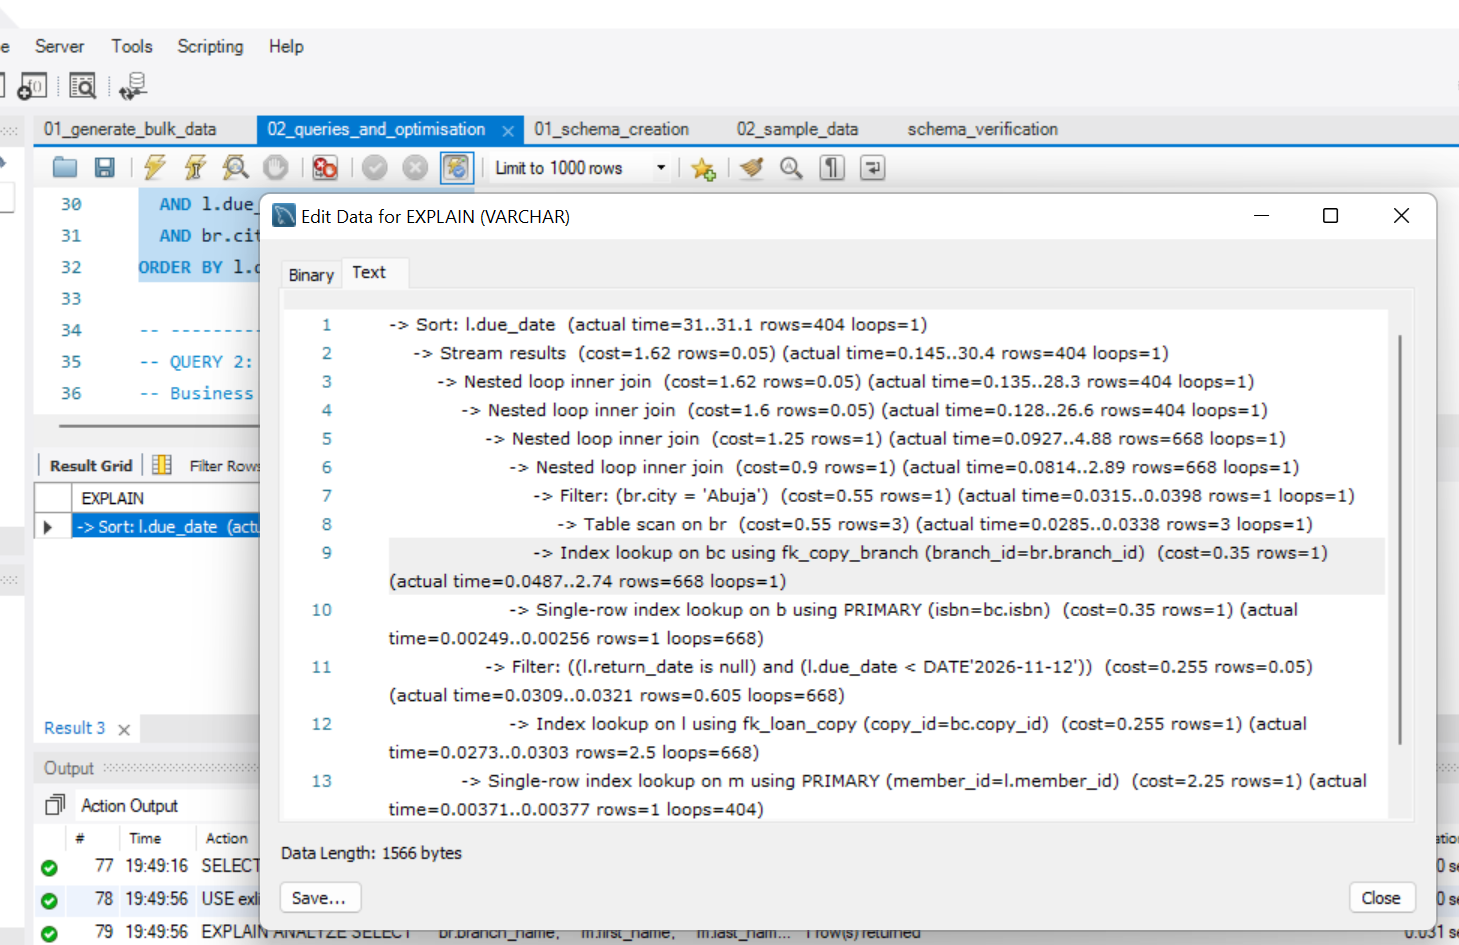 e Server Tools Scripting Help
01_generate_bulk_data 02_queries_and_optimisation 01_schema_creation 02_sample_data schema_verification
Limit to 1000 rows
30 AND l.due_
31 AND br.cit
32 ORDER BY l.
33
34 -- ---------
35 -- QUERY 2:
36 -- Business
Result Grid Filter Rows
EXPLAIN
-> Sort: l.due_date (actu
Result 3
Output
Action Output
# Time Action
77 19:49:16 SELECT
78 19:49:56 USE exli
79 19:49:56 EXPLAIN ANALYZE SELECT br.branch_name, m.first_name, m.last_nam... 1 row(s) returned 0.031 se
Edit Data for EXPLAIN (VARCHAR)
Binary Text
1 -> Sort: l.due_date (actual time=31..31.1 rows=404 loops=1)
2 -> Stream results (cost=1.62 rows=0.05) (actual time=0.145..30.4 rows=404 loops=1)
3 -> Nested loop inner join (cost=1.62 rows=0.05) (actual time=0.135..28.3 rows=404 loops=1)
4 -> Nested loop inner join (cost=1.6 rows=0.05) (actual time=0.128..26.6 rows=404 loops=1)
5 -> Nested loop inner join (cost=1.25 rows=1) (actual time=0.0927..4.88 rows=668 loops=1)
6 -> Nested loop inner join (cost=0.9 rows=1) (actual time=0.0814..2.89 rows=668 loops=1)
7 -> Filter: (br.city = 'Abuja') (cost=0.55 rows=1) (actual time=0.0315..0.0398 rows=1 loops=1)
8 -> Table scan on br (cost=0.55 rows=3) (actual time=0.0285..0.0338 rows=3 loops=1)
9 -> Index lookup on bc using fk_copy_branch (branch_id=br.branch_id) (cost=0.35 rows=1)
(actual time=0.0487..2.74 rows=668 loops=1)
10 -> Single-row index lookup on b using PRIMARY (isbn=bc.isbn) (cost=0.35 rows=1) (actual
time=0.00249..0.00256 rows=1 loops=668)
11 -> Filter: ((l.return_date is null) and (l.due_date < DATE'2026-11-12')) (cost=0.255 rows=0.05)
(actual time=0.0309..0.0321 rows=0.605 loops=668)
12 -> Index lookup on l using fk_loan_copy (copy_id=bc.copy_id) (cost=0.255 rows=1) (actual
time=0.0273..0.0303 rows=2.5 loops=668)
13 -> Single-row index lookup on m using PRIMARY (member_id=l.member_id) (cost=2.25 rows=1) (actual
time=0.00371..0.00377 rows=1 loops=404)
Data Length: 1566 bytes
Save...
Close